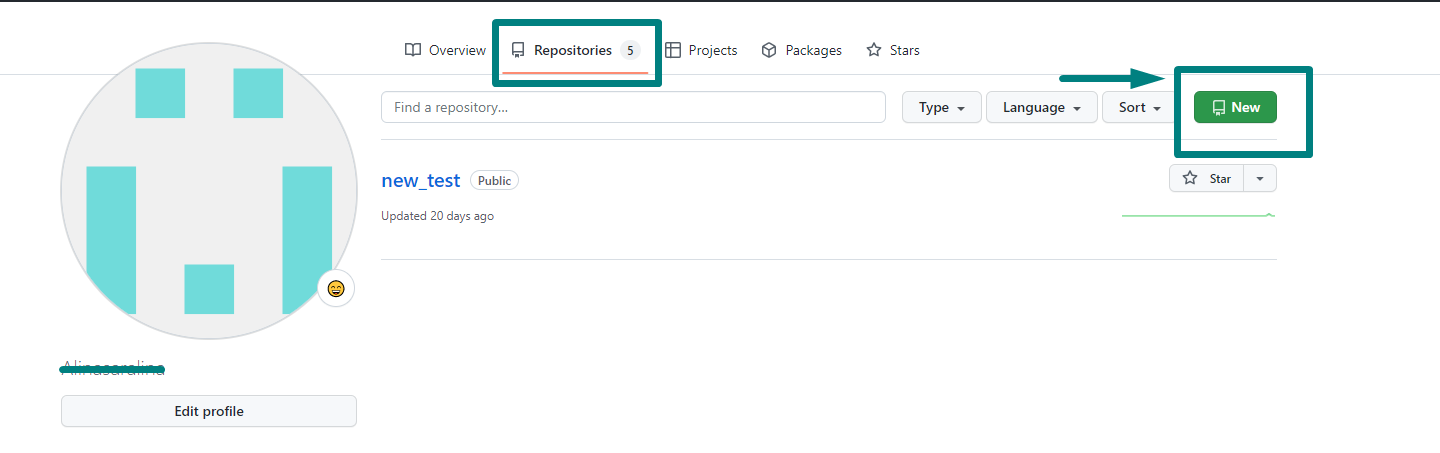 Overview Repositories 5 Projects Packages Stars
Find a repository... Type Language Sort New
new_test Public Star
Updated 20 days ago
Edit profile